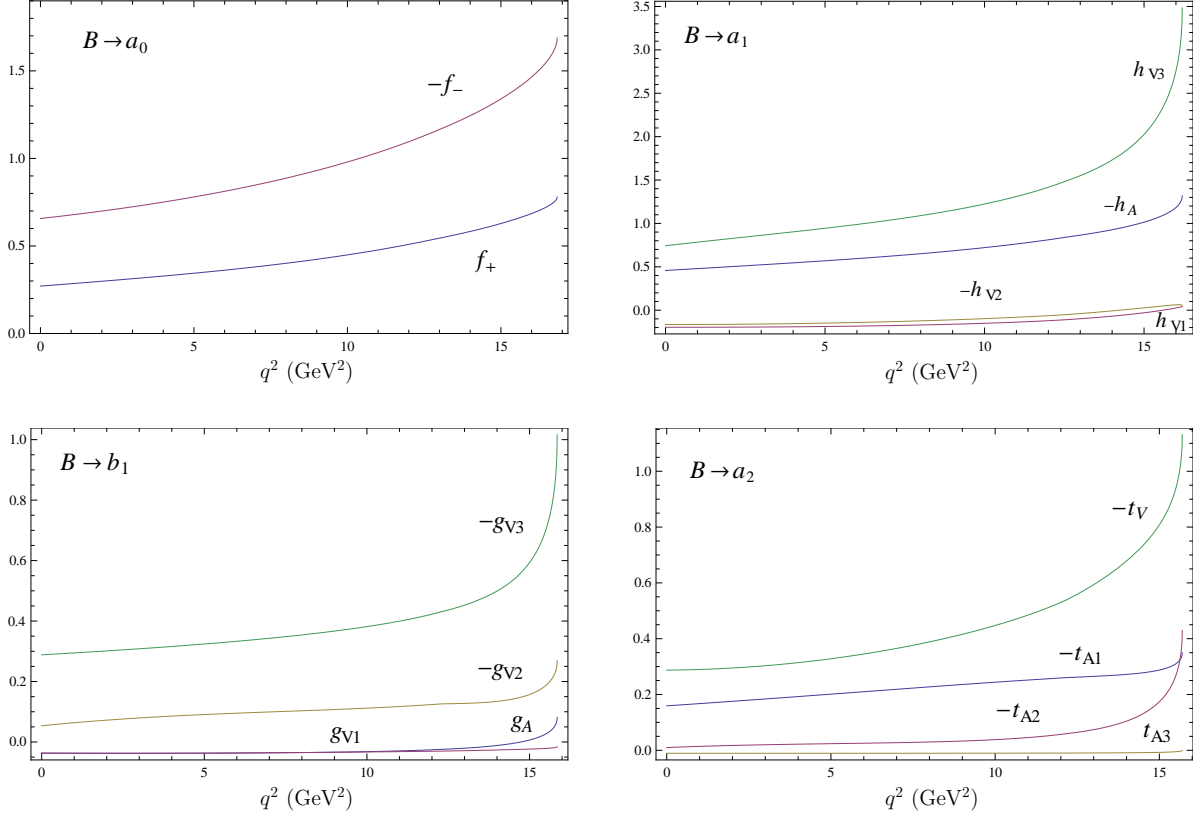 B → a₀
−f₋
f₊
0.0
0.5
1.0
1.5
0
5
10
15
q² (GeV²)
B → a₁
h V3
−h A
−h V2
h V1
0.0
0.5
1.0
1.5
2.0
2.5
3.0
3.5
0
5
10
15
q² (GeV²)
B → b₁
−gV3
−gV2
gV1
gA
0.0
0.2
0.4
0.6
0.8
1.0
0
5
10
15
q² (GeV²)
B → a₂
−tV
−tA1
−tA2
tA3
0.0
0.2
0.4
0.6
0.8
1.0
0
5
10
15
q² (GeV²)